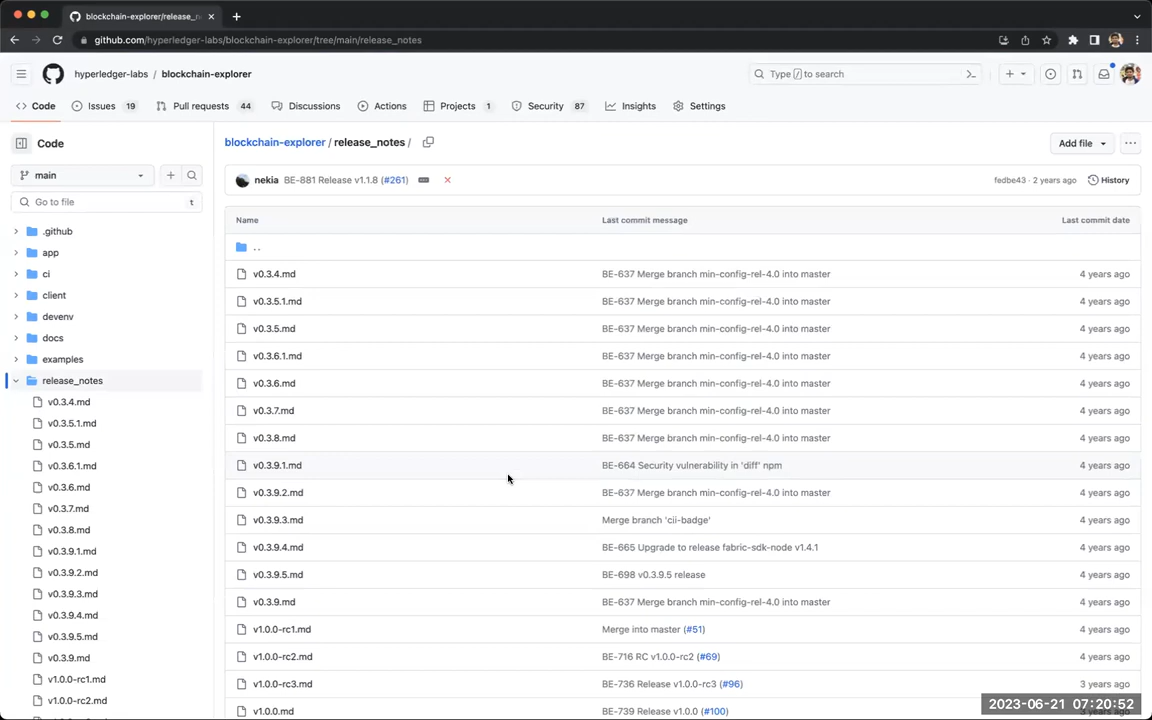 blockchain-explorer/release_n
github.com/hyperledger-labs/blockchain-explorer/tree/main/release_notes
hyperledger-labs / blockchain-explorer
Type / to search
Code
Issues 19
Pull requests 44
Discussions
Actions
Projects 1
Security 87
Insights
Settings
Code
main
Go to file t
.github
app
ci
client
devenv
docs
examples
release_notes
v0.3.4.md
v0.3.5.1.md
v0.3.5.md
v0.3.6.1.md
v0.3.6.md
v0.3.7.md
v0.3.8.md
v0.3.9.1.md
v0.3.9.2.md
v0.3.9.3.md
v0.3.9.4.md
v0.3.9.5.md
v0.3.9.md
v1.0.0-rc1.md
v1.0.0-rc2.md
blockchain-explorer / release_notes /
Add file
nekia BE-881 Release v1.1.8 (#261) fedbe43 · 2 years ago History
Name Last commit message Last commit date
..
v0.3.4.md BE-637 Merge branch min-config-rel-4.0 into master 4 years ago
v0.3.5.1.md BE-637 Merge branch min-config-rel-4.0 into master 4 years ago
v0.3.5.md BE-637 Merge branch min-config-rel-4.0 into master 4 years ago
v0.3.6.1.md BE-637 Merge branch min-config-rel-4.0 into master 4 years ago
v0.3.6.md BE-637 Merge branch min-config-rel-4.0 into master 4 years ago
v0.3.7.md BE-637 Merge branch min-config-rel-4.0 into master 4 years ago
v0.3.8.md BE-637 Merge branch min-config-rel-4.0 into master 4 years ago
v0.3.9.1.md BE-664 Security vulnerability in 'diff' npm 4 years ago
v0.3.9.2.md BE-637 Merge branch min-config-rel-4.0 into master 4 years ago
v0.3.9.3.md Merge branch 'cii-badge' 4 years ago
v0.3.9.4.md BE-665 Upgrade to release fabric-sdk-node v1.4.1 4 years ago
v0.3.9.5.md BE-698 v0.3.9.5 release 4 years ago
v0.3.9.md BE-637 Merge branch min-config-rel-4.0 into master 4 years ago
v1.0.0-rc1.md Merge into master (#51) 4 years ago
v1.0.0-rc2.md BE-716 RC v1.0.0-rc2 (#69) 4 years ago
v1.0.0-rc3.md BE-736 Release v1.0.0-rc3 (#96) 3 years ago
v1.0.0.md BE-739 Release v1.0.0 (#100)
2023-06-21 07:20:52